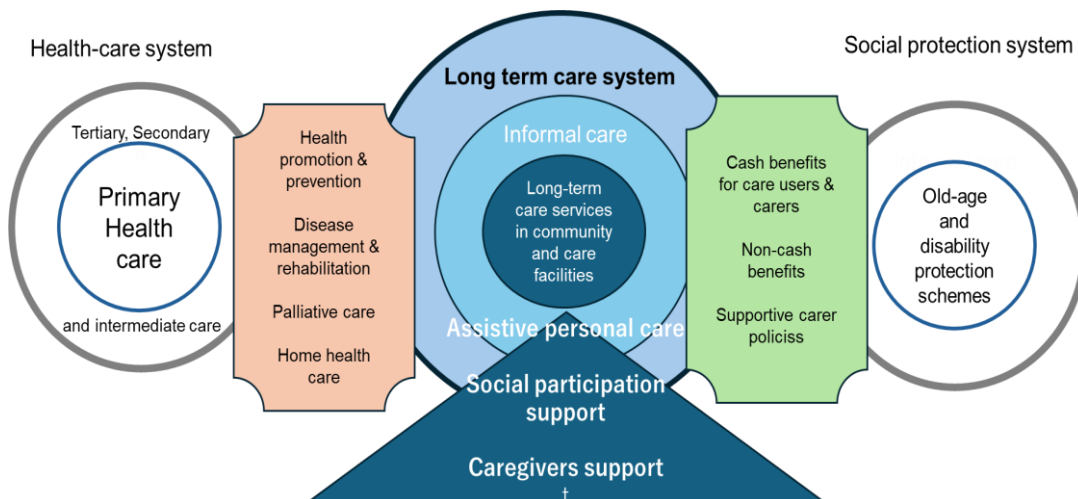 Health-care system
Tertiary, Secondary
Primary
Health
care
and intermediate care
Health
promotion &
prevention
Disease
management &
rehabilitation
Palliative care
Home health
care
Long term care system
Informal care
Long-term
care services
in community
and care
facilities
Assistive personal care
Social participation
support
Caregivers support
t
Cash benefits
for care users &
carers
Non-cash
benefits
Supportive carer
policiss
Social protection system
Old-age
and
disability
protection
schemes